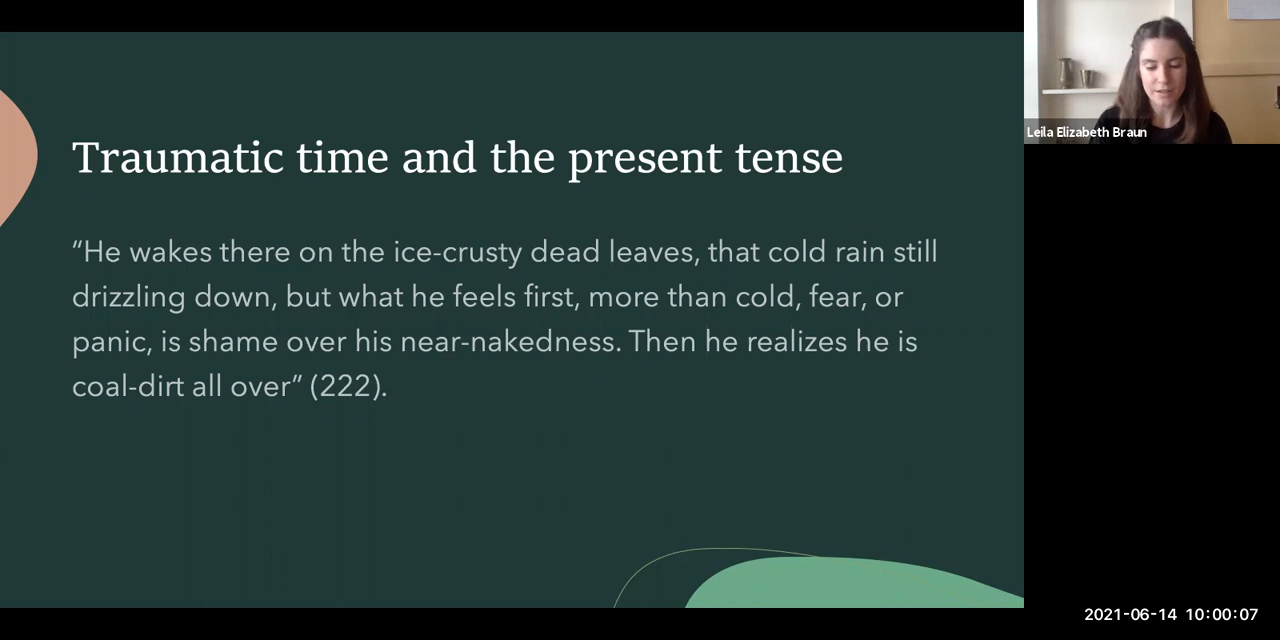 Traumatic time and the present tense
“He wakes there on the ice-crusty dead leaves, that cold rain still
drizzling down, but what he feels first, more than cold, fear, or
panic, is shame over his near-nakedness. Then he realizes he is
coal-dirt all over” (222).
Leila Elizabeth Braun
2021-06-14 10:00:07